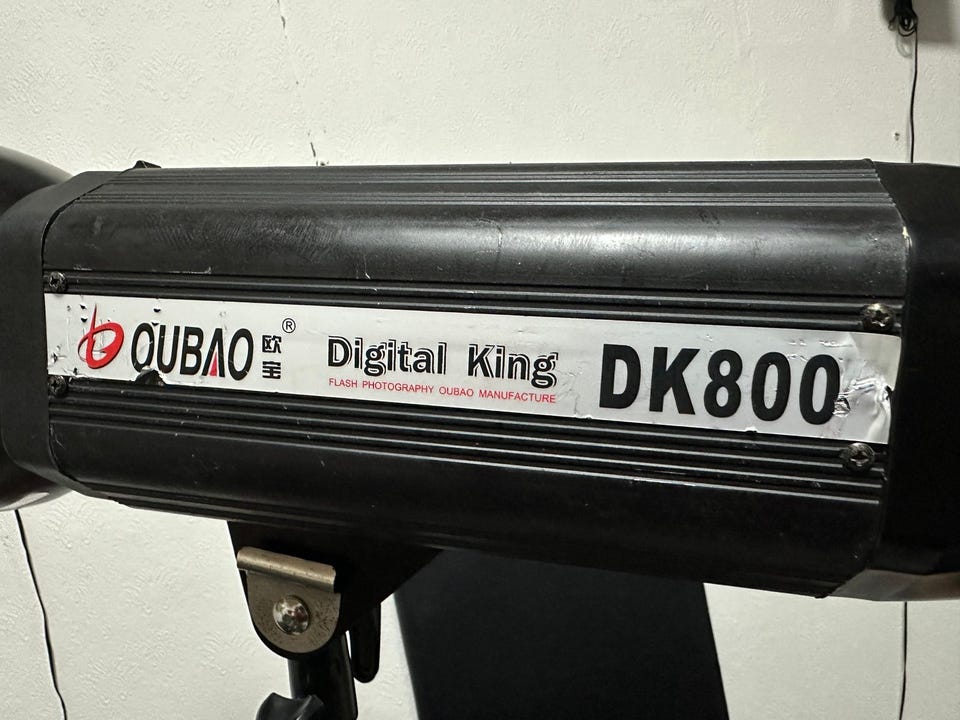 OUBAO 欧宝 ®
Digital King
FLASH PHOTOGRAPHY OUBAO MANUFACTURE
DK800